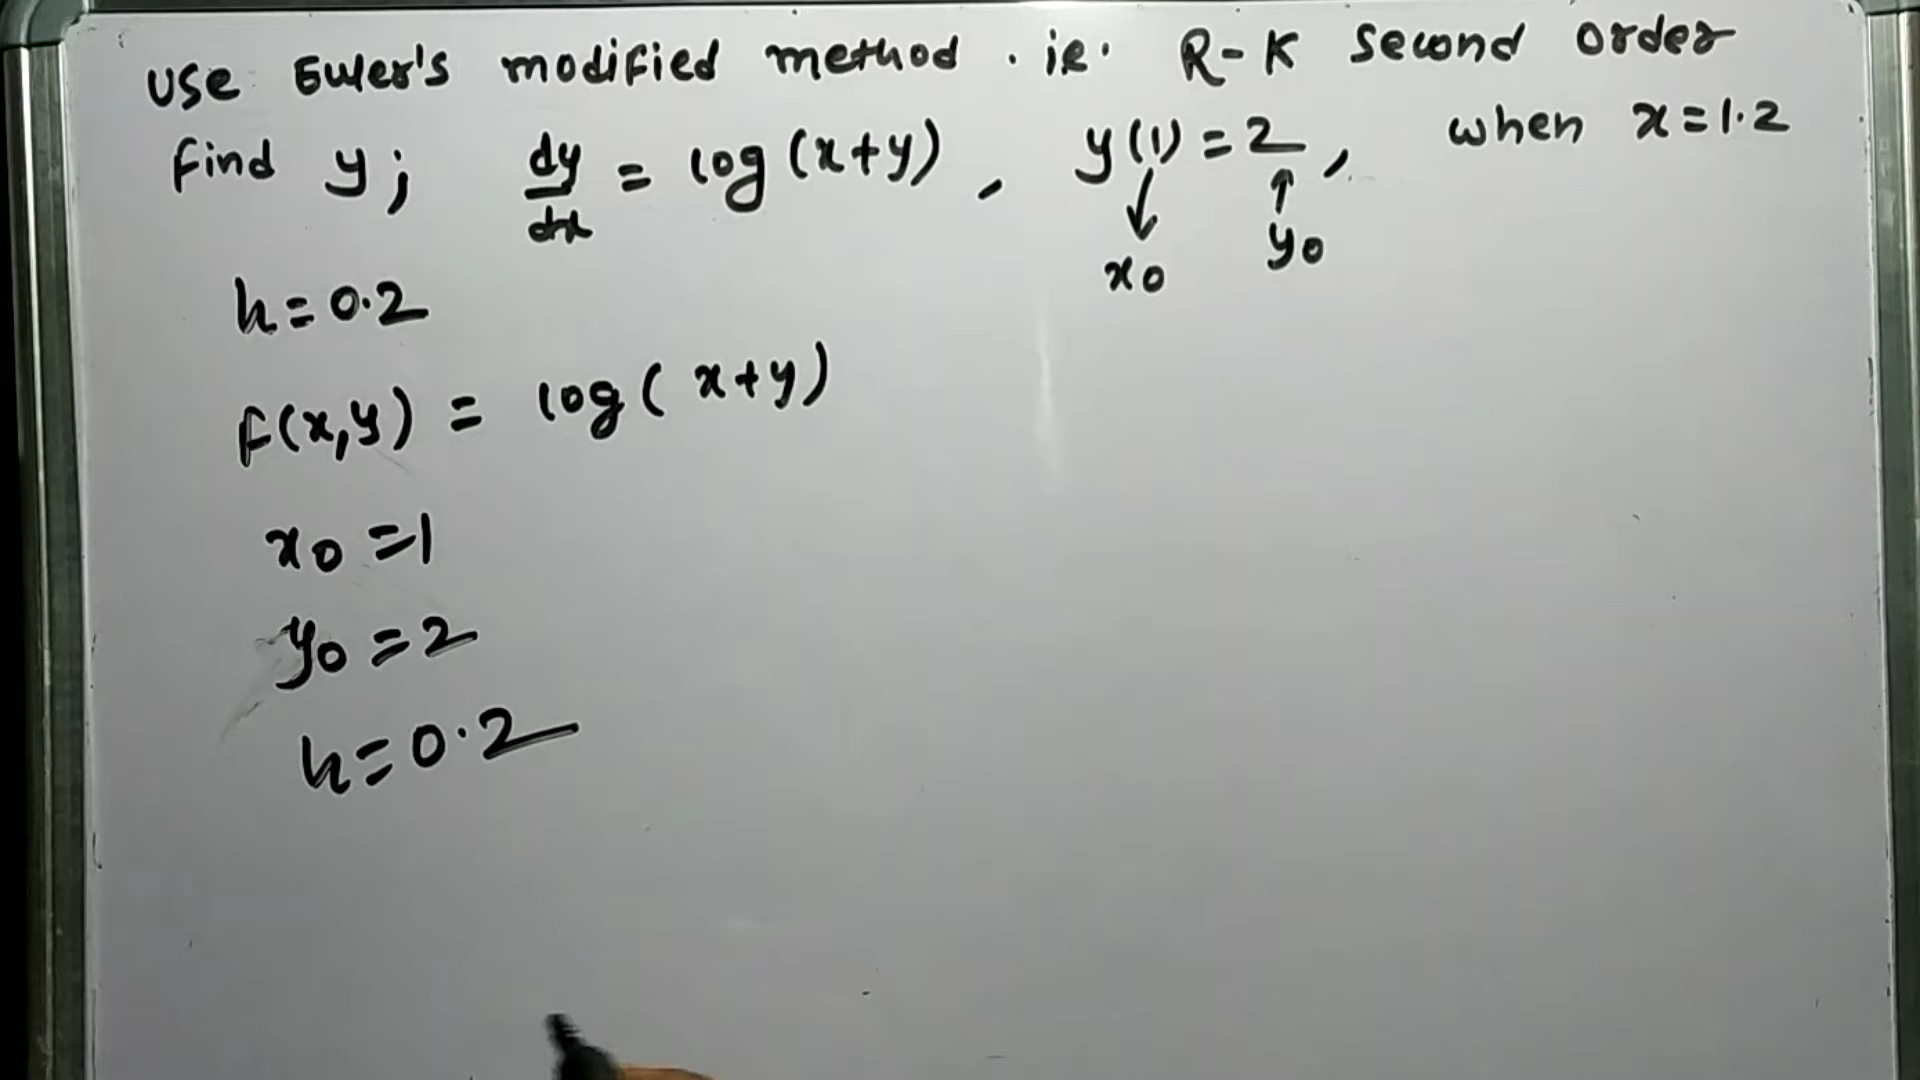 USE Euler's modified method . ie. R-K second order
Find y; dy/dx = log(x+y), y(1)=2, when x=1.2
↓ ↑
x0 y0
h=0.2
F(x,y) = log(x+y)
x0=1
y0=2
h=0.2